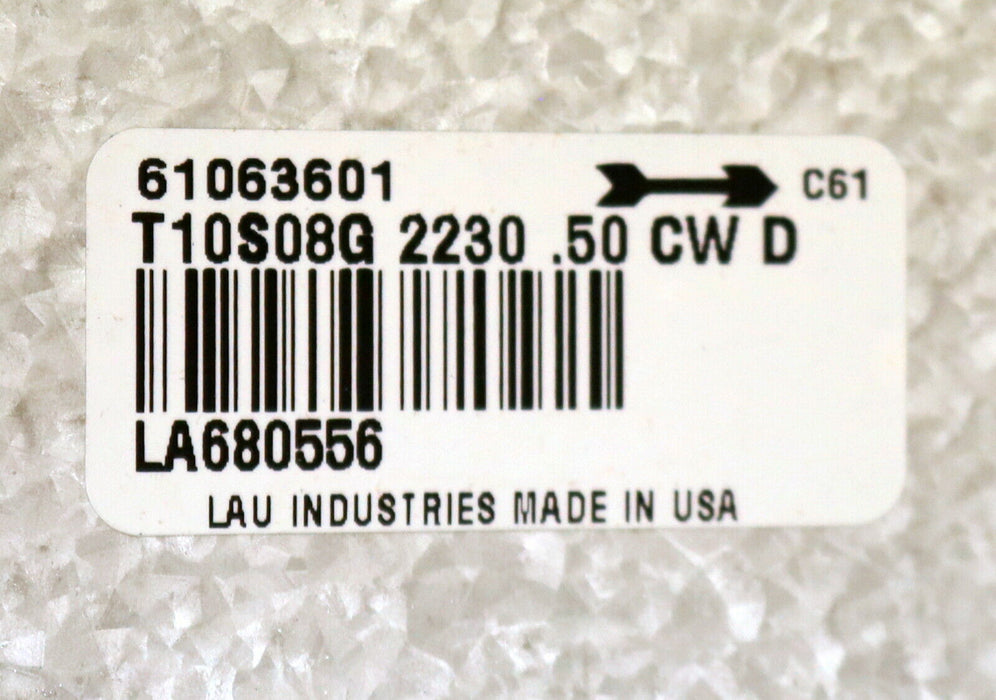 61063601 C61
T10S08G 2230 .50 CW D
LA680556
LAU INDUSTRIES MADE IN USA